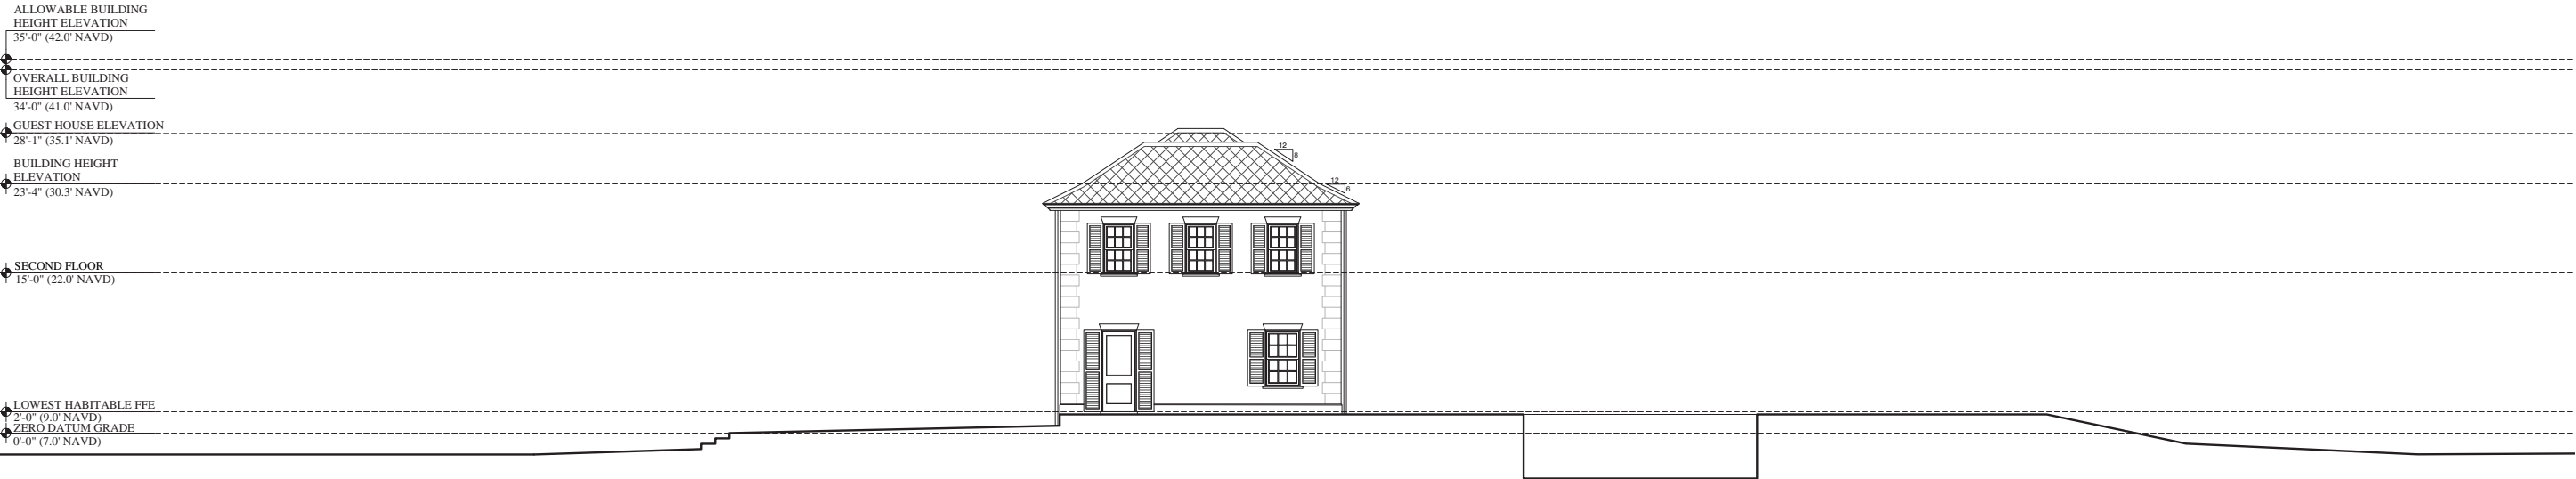 ALLOWABLE BUILDING
HEIGHT ELEVATION
35'-0" (42.0' NAVD)
OVERALL BUILDING
HEIGHT ELEVATION
34'-0" (41.0' NAVD)
GUEST HOUSE ELEVATION
28'-1" (35.1' NAVD)
BUILDING HEIGHT
ELEVATION
23'-4" (30.3' NAVD)
12
8
12
6
SECOND FLOOR
15'-0" (22.0' NAVD)
LOWEST HABITABLE FFE
2'-0" (9.0' NAVD)
ZERO DATUM GRADE
0'-0" (7.0' NAVD)